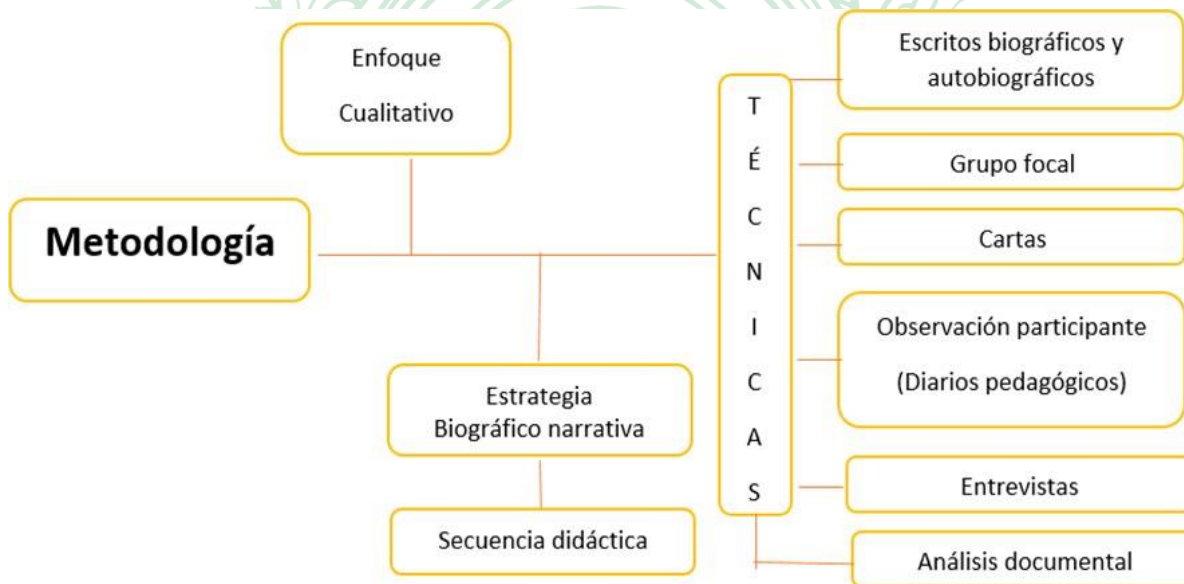 Enfoque
Cualitativo
Metodología
Estrategia
Biográfico narrativa
Secuencia didáctica
T
É
C
N
I
C
A
S
Escritos biográficos y
autobiográficos
Grupo focal
Cartas
Observación participante
(Diarios pedagógicos)
Entrevistas
Análisis documental